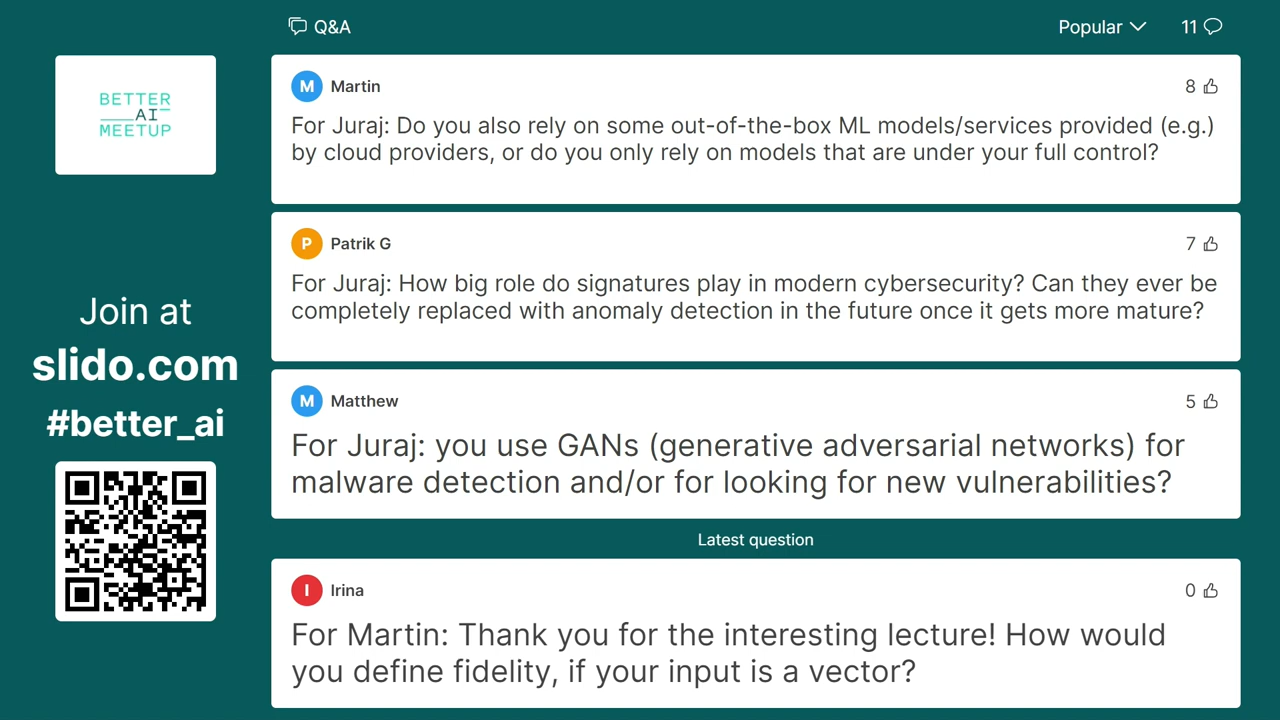 Q&A
Popular
11
BETTER
AI
MEETUP
Join at
slido.com
#better_ai
M Martin
8
For Juraj: Do you also rely on some out-of-the-box ML models/services provided (e.g.)
by cloud providers, or do you only rely on models that are under your full control?
P Patrik G
7
For Juraj: How big role do signatures play in modern cybersecurity? Can they ever be
completely replaced with anomaly detection in the future once it gets more mature?
M Matthew
5
For Juraj: you use GANs (generative adversarial networks) for
malware detection and/or for looking for new vulnerabilities?
Latest question
I Irina
0
For Martin: Thank you for the interesting lecture! How would
you define fidelity, if your input is a vector?